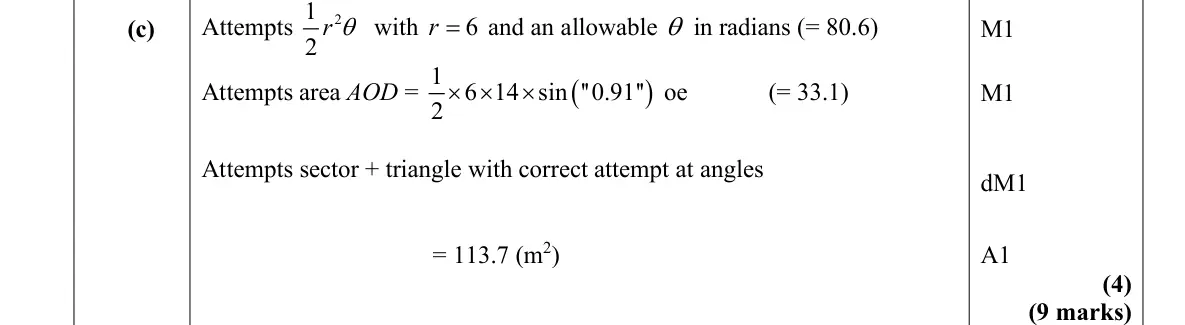 (c) Attempts 1/2 r²θ with r = 6 and an allowable θ in radians (= 80.6) M1
Attempts area AOD = 1/2 × 6 × 14 × sin("0.91") oe (= 33.1) M1
Attempts sector + triangle with correct attempt at angles
dM1
= 113.7 (m²) A1
(4)
(9 marks)